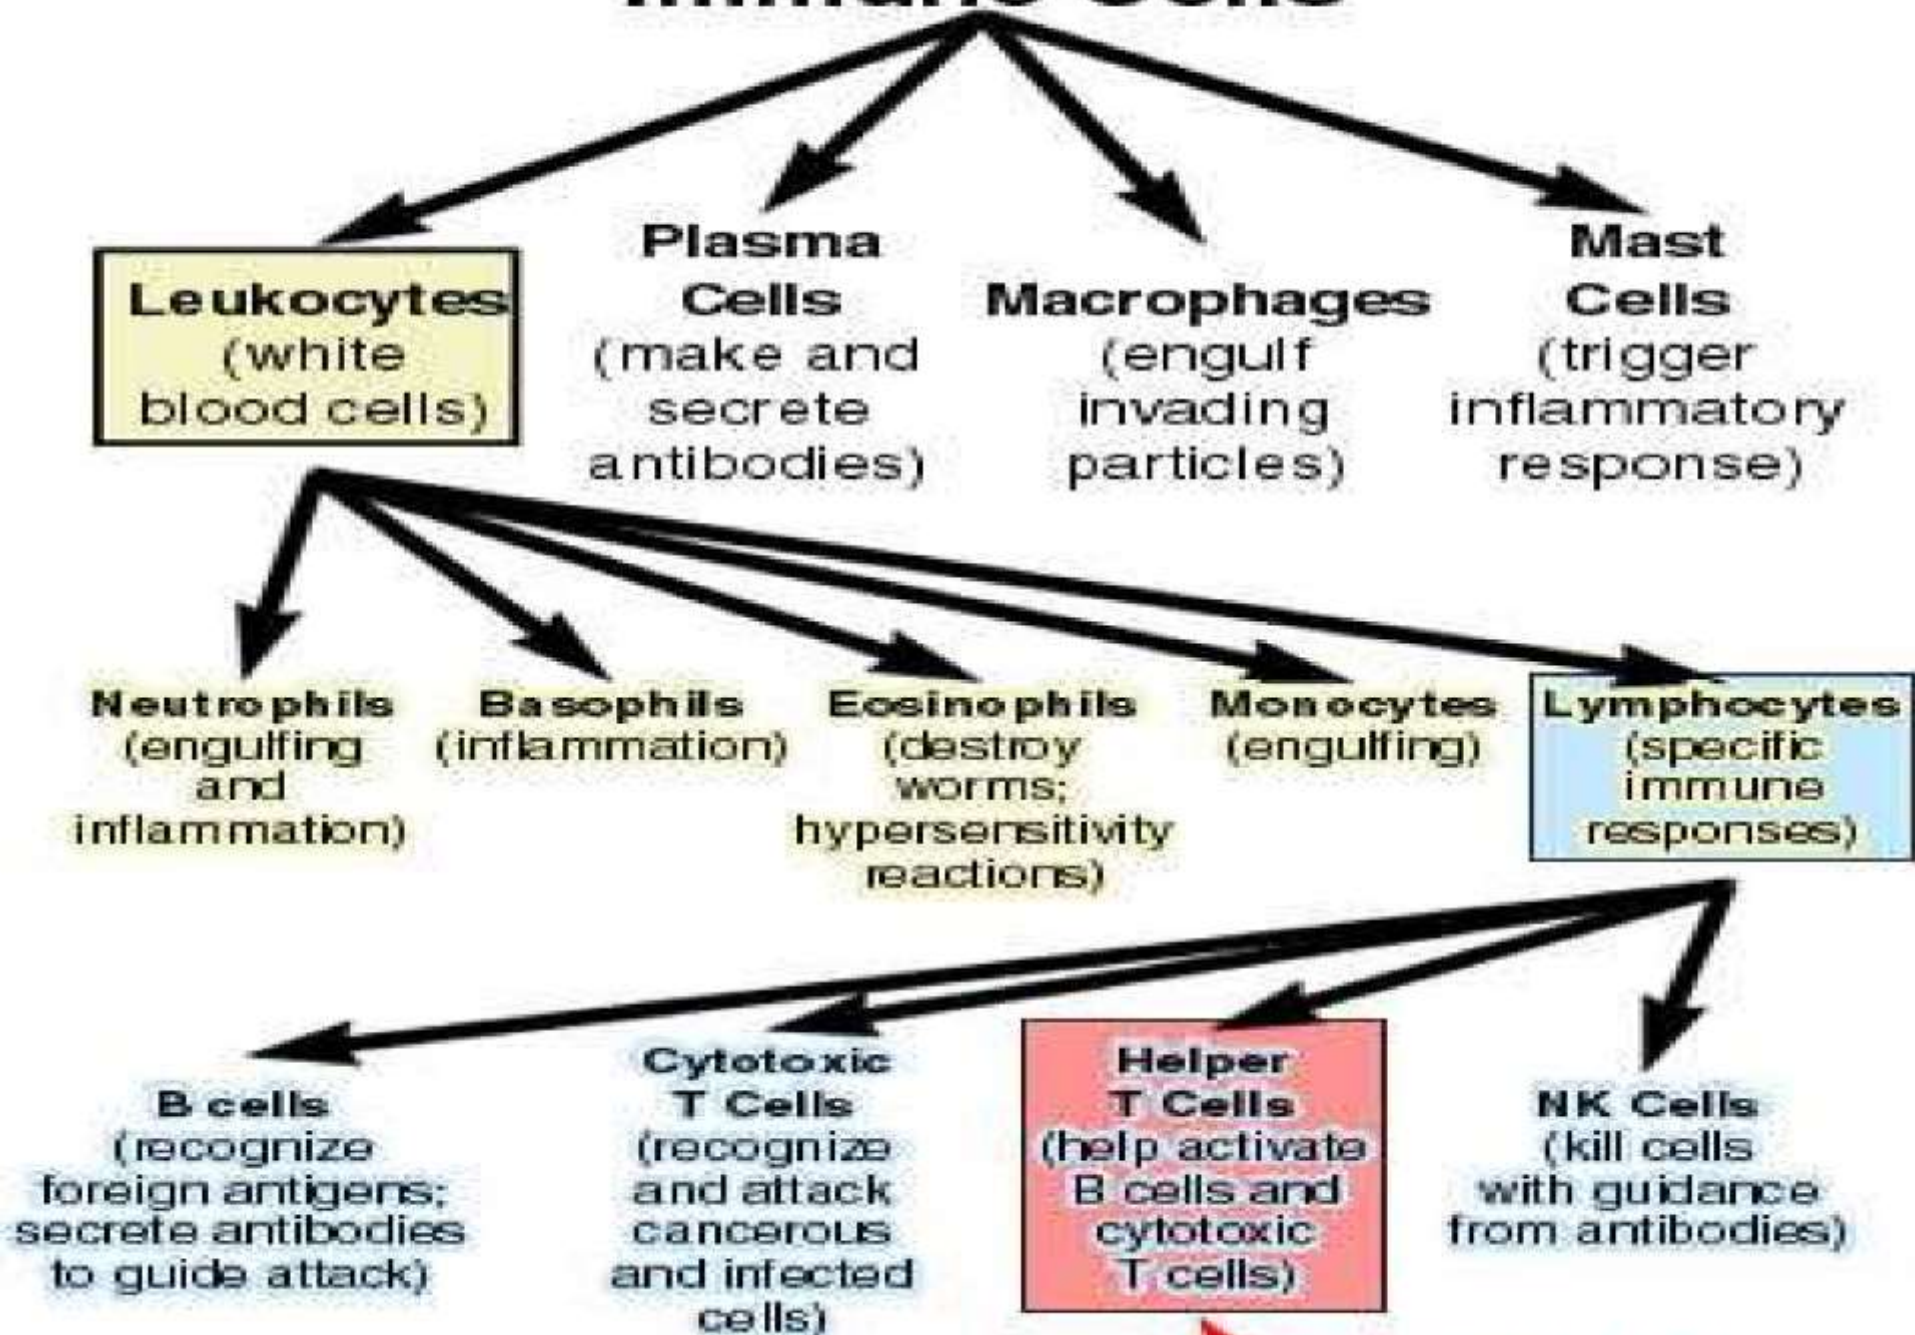 Immune Cells
Plasma
Cells
(make and
secrete
antibodies)
Mast
Cells
(trigger
inflammatory
response)
Leukocytes
(white
blood cells)
Macrophages
(engulf
invading
particles)
Neutrophils
(engulfing
and
inflammation)
Basophils
(inflammation)
Eosinophils
(destroy
worms;
hypersensitivity
reactions)
Monocytes
(engulfing)
Lymphocytes
(specific
immune
responses)
B cells
(recognize
foreign antigens;
secrete antibodies
to guide attack)
Cytotoxic
T Cells
(recognize
and attack
cancerous
and infected
cells)
Helper
T Cells
(help activate
B cells and
cytotoxic
T cells)
NK Cells
(kill cells
with guidance
from antibodies)